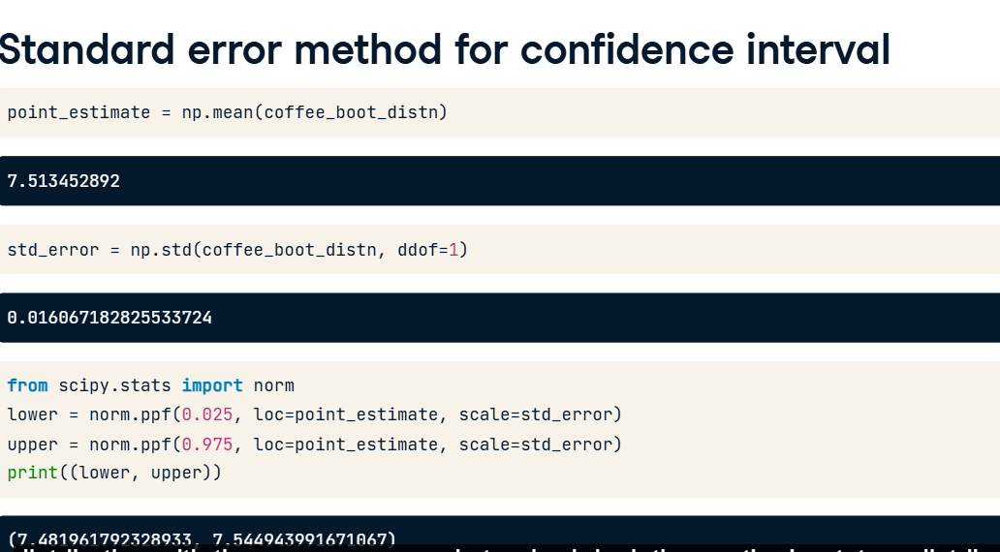 Standard error method for confidence interval
point_estimate = np.mean(coffee_boot_distn)
7.513452892
std_error = np.std(coffee_boot_distn, ddof=1)
0.016067182825533724
from scipy.stats import norm
lower = norm.ppf(0.025, loc=point_estimate, scale=std_error)
upper = norm.ppf(0.975, loc=point_estimate, scale=std_error)
print((lower, upper))
(7.481961792328933, 7.544943991671067)